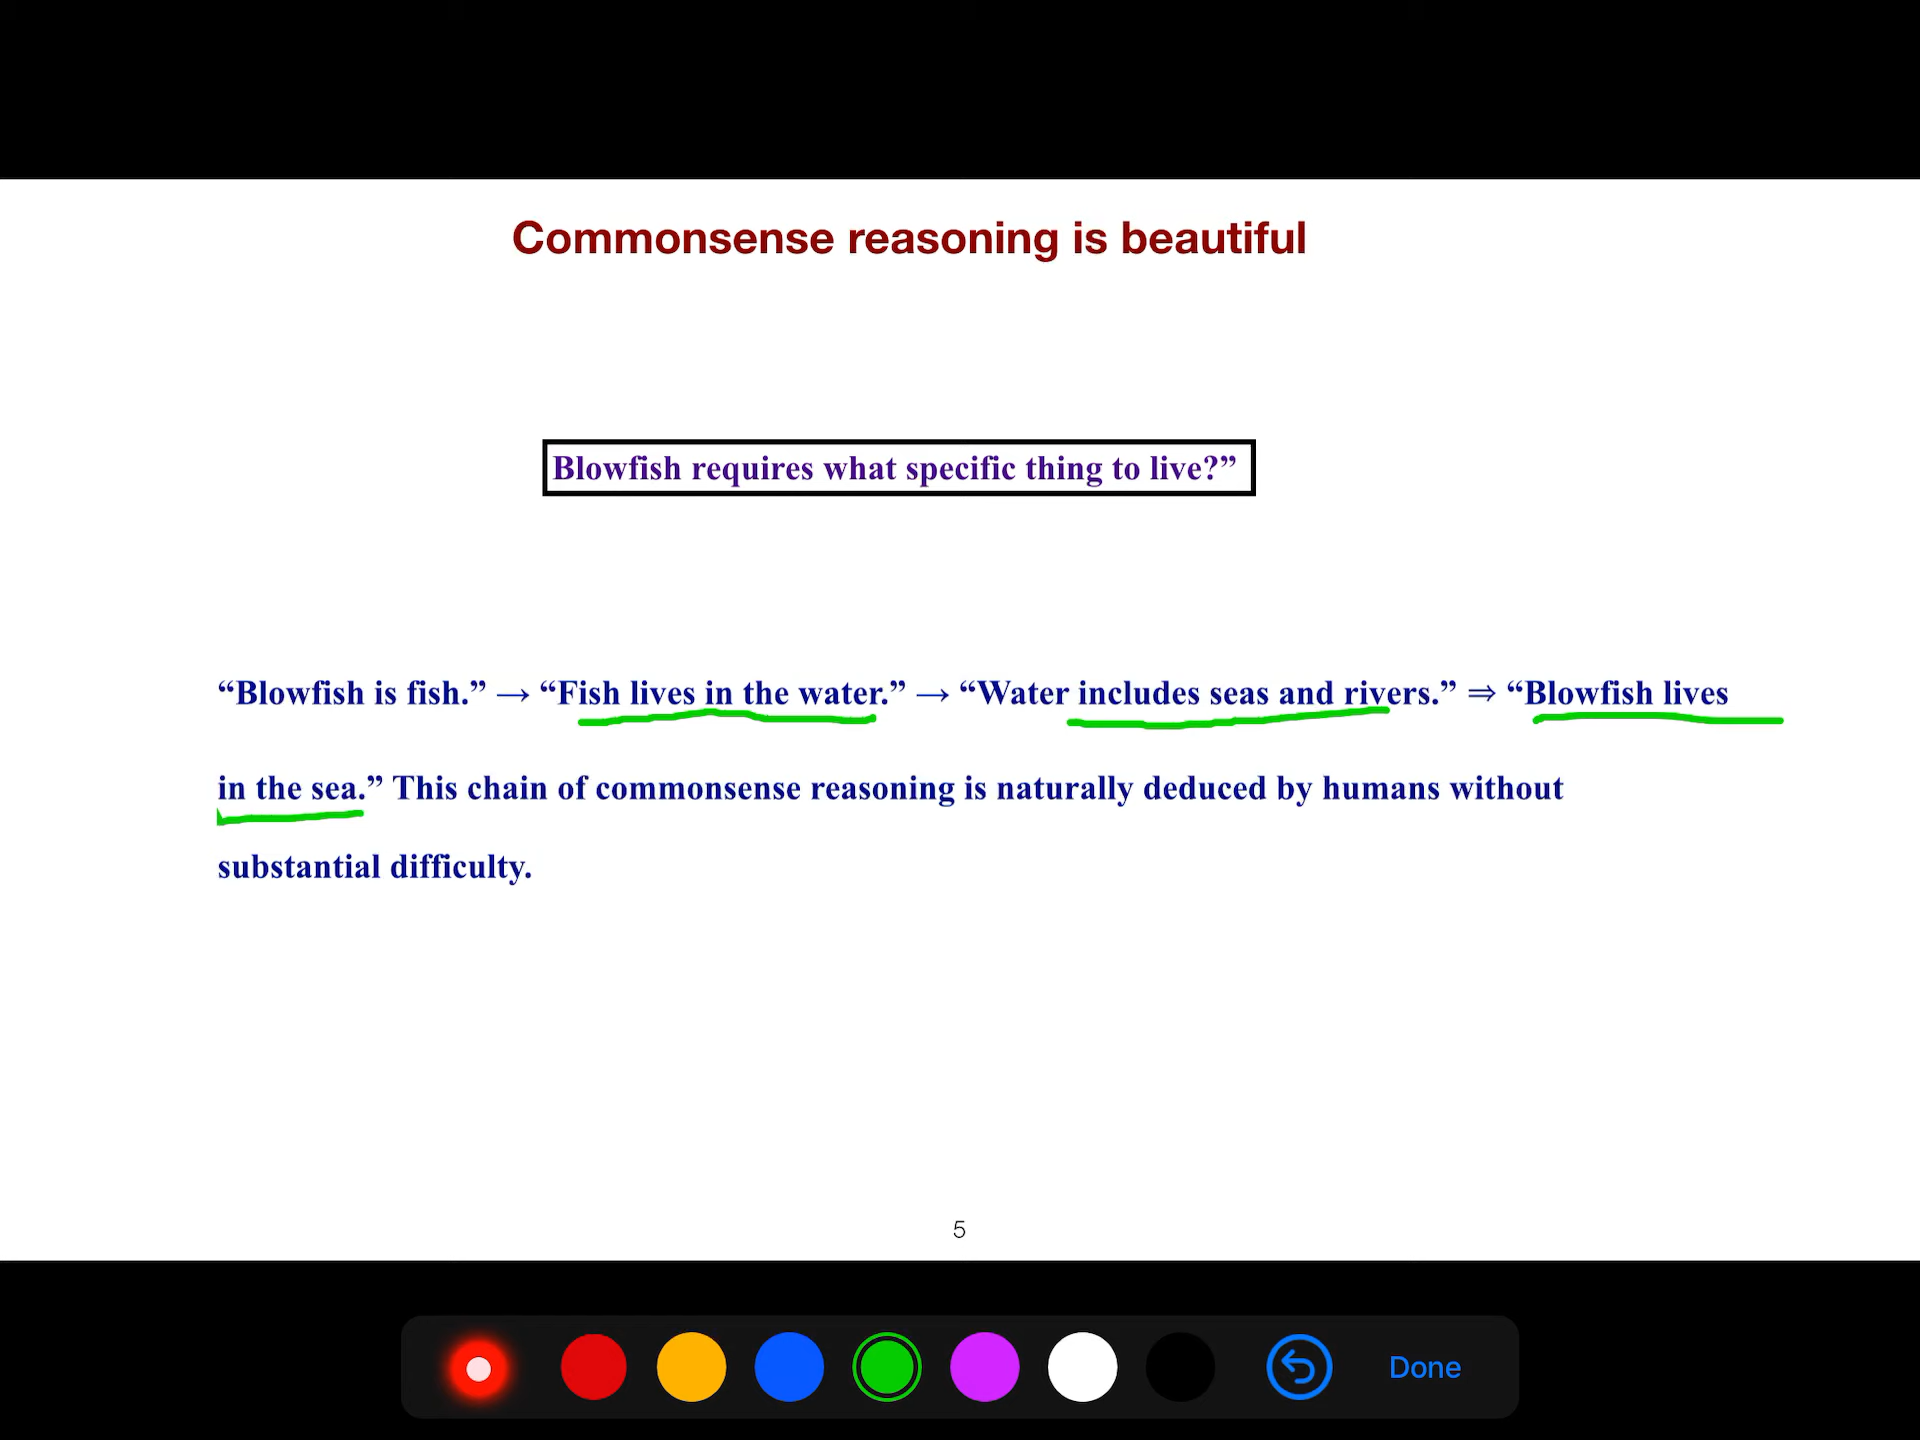 Commonsense reasoning is beautiful
Blowfish requires what specific thing to live?”
“Blowfish is fish.” → “Fish lives in the water.” → “Water includes seas and rivers.” ⇒ “Blowfish lives
in the sea.” This chain of commonsense reasoning is naturally deduced by humans without
substantial difficulty.
5
Done